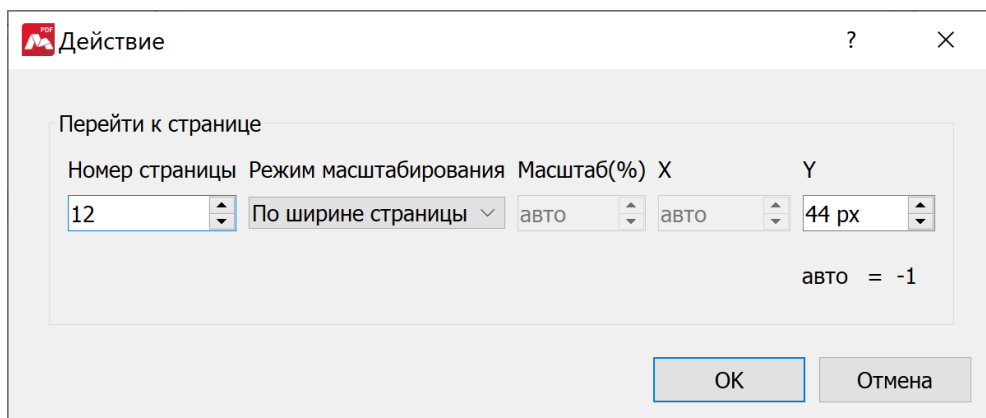 PDF
Действие
?
Перейти к странице
Номер страницы Режим масштабирования Масштаб(%) X Y
12 По ширине страницы авто авто 44 px
авто = -1
OK Отмена